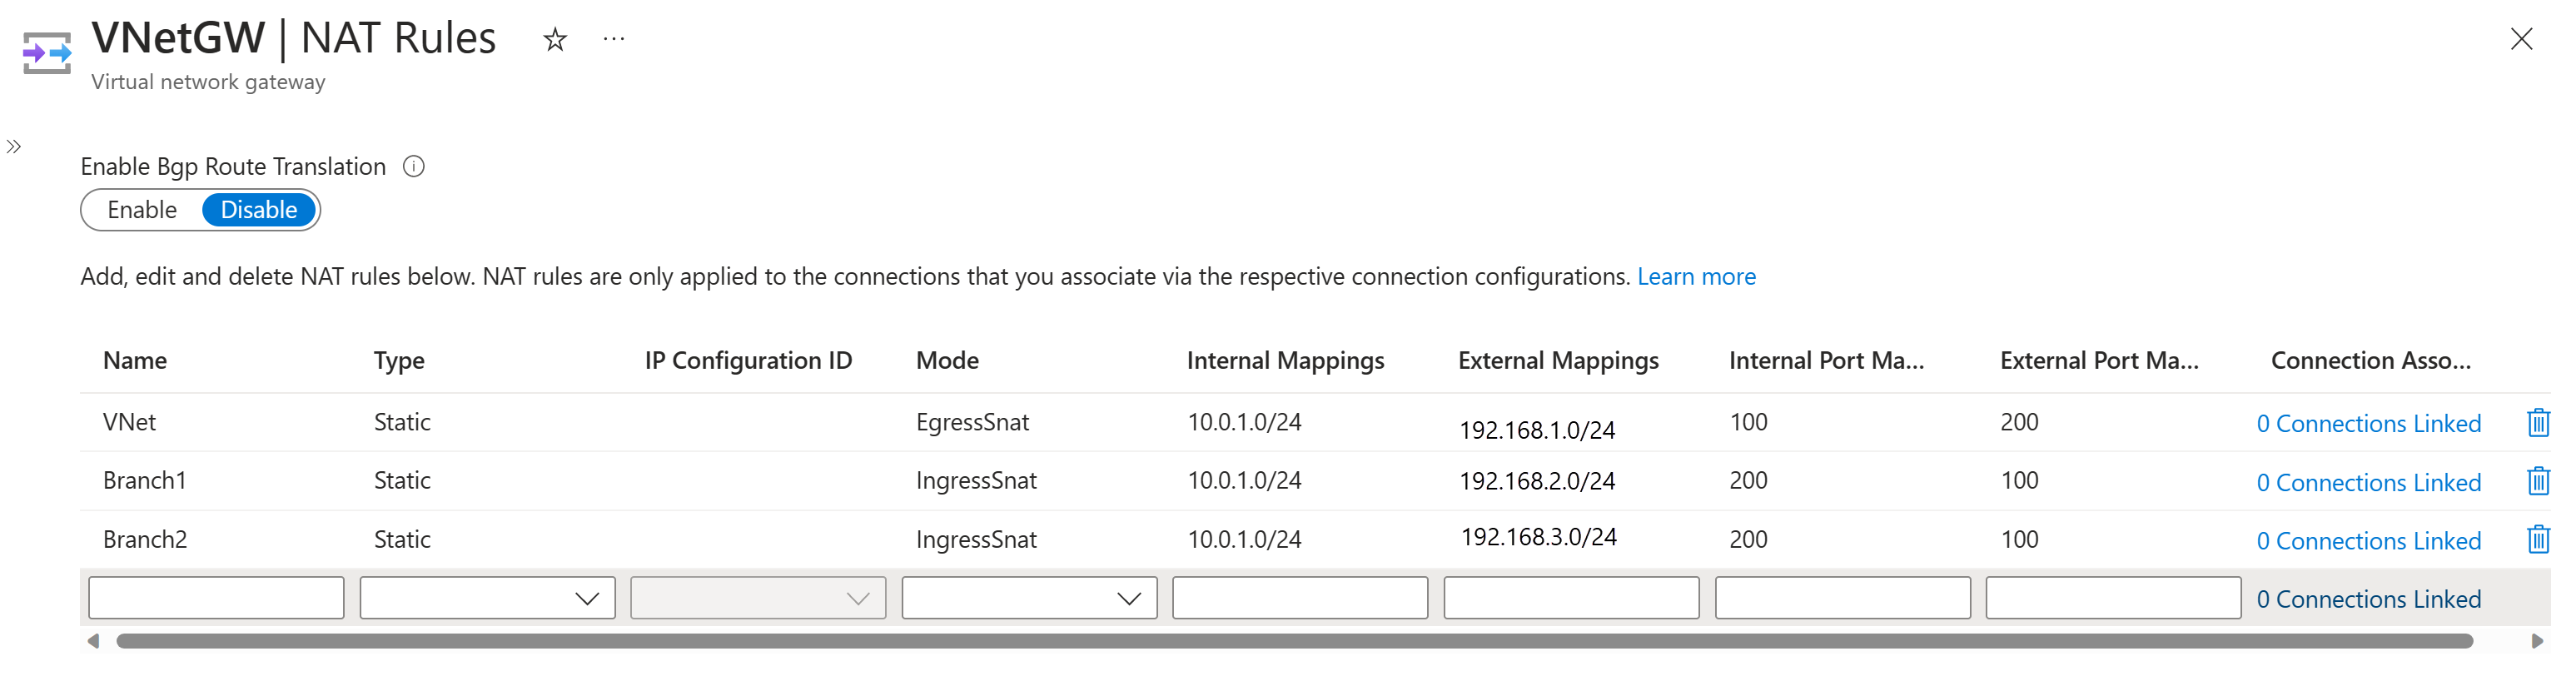 VNetGW | NAT Rules ☆ ···
Virtual network gateway
Enable Bgp Route Translation
Enable Disable
Add, edit and delete NAT rules below. NAT rules are only applied to the connections that you associate via the respective connection configurations. Learn more
Name Type IP Configuration ID Mode Internal Mappings External Mappings Internal Port Ma... External Port Ma... Connection Asso...
VNet Static EgressSnat 10.0.1.0/24 192.168.1.0/24 100 200 0 Connections Linked
Branch1 Static IngressSnat 10.0.1.0/24 192.168.2.0/24 200 100 0 Connections Linked
Branch2 Static IngressSnat 10.0.1.0/24 192.168.3.0/24 200 100 0 Connections Linked
0 Connections Linked